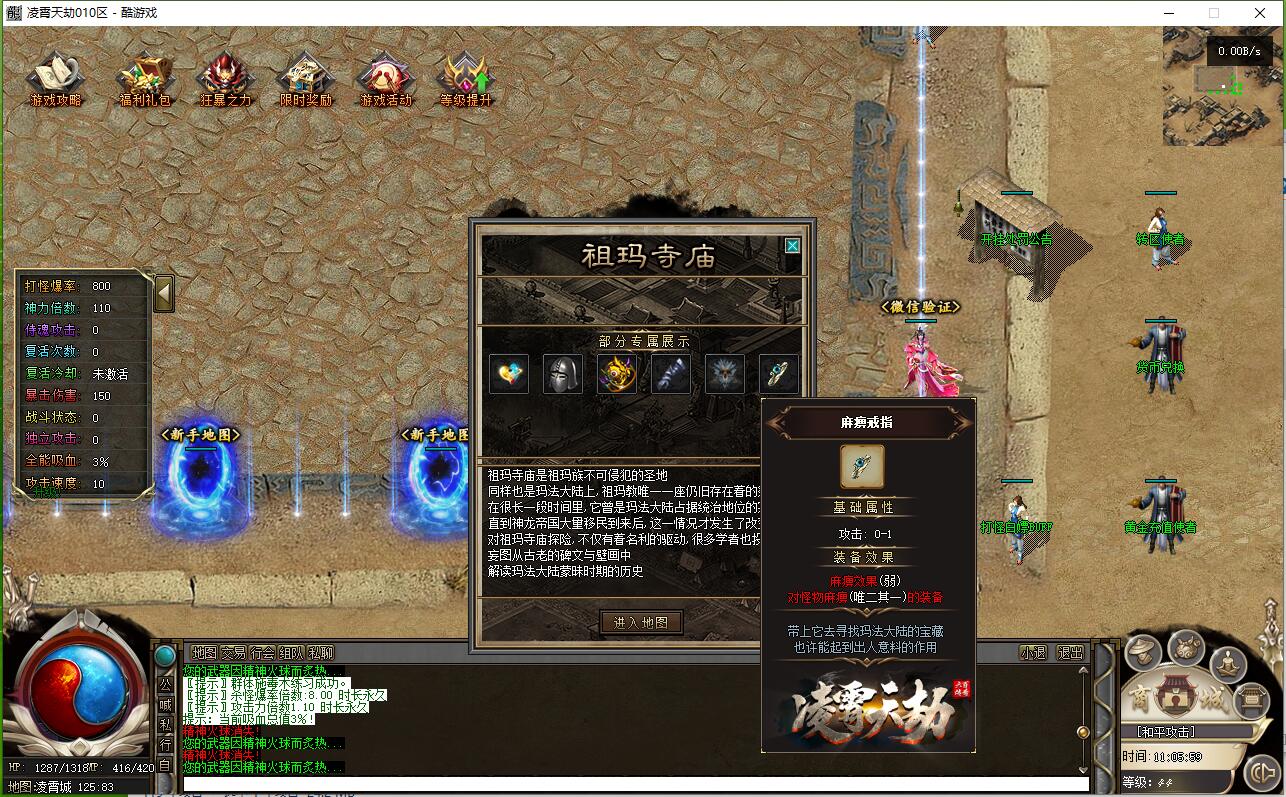 凌霄天劫010区 - 酷游戏
0.00B/s
游戏攻略
福利礼包
狂暴之力
限时奖励
游戏活动
等级提升
开挂处罚公告
转区使者
<微信验证>
货币兑换
打怪爆率: 800
神力倍数: 110
侍魂攻击: 0
复活次数: 0
复活冷却: 未激活
暴击伤害: 150
战斗状态: 0
独立攻击: 0
全能吸血: 3%
攻击速度: 10
<新手地图>
<新手地图
祖玛寺庙
部分专属展示
祖玛寺庙是祖玛族不可侵犯的圣地
同样也是玛法大陆上,祖玛教唯一一座仍旧存在着的
在很长一段时间里,它曾是玛法大陆占据统治地位的
直到神龙帝国大量移民到来后,这一情况才发生了改
对祖玛寺庙探险,不仅有着名利的驱动,很多学者也
妄图从古老的碑文与壁画中
解读玛法大陆蒙昧时期的历史
进入地图
麻痹戒指
基础属性
攻击: 0-1
装备效果
麻痹效果(弱)
对怪物麻痹(唯二其一)的装备
带上它去寻找玛法大陆的宝藏
也许能起到出人意料的作用
凌霄天劫
打怪自爆BUFF
黄金充值使者
地图 交易 行会 组队 私聊
小退 退出
您的武器因精神火球而炙热...
[提示]群体施毒术练习成功。
[提示]杀怪爆率倍数:8.00 时长永久
[提示]攻击力倍数1.10 时长永久
提示: 当前吸血总值3%!
精神火球消失!
您的武器因精神火球而炙热...
精神火球消失!
您的武器因精神火球而炙热...
公
喊
私
行
自
HP: 1287/1318 MP: 416/420
地图:凌霄城 125:83
商城
[和平攻击]
时间: 11:05:59
等级: 44